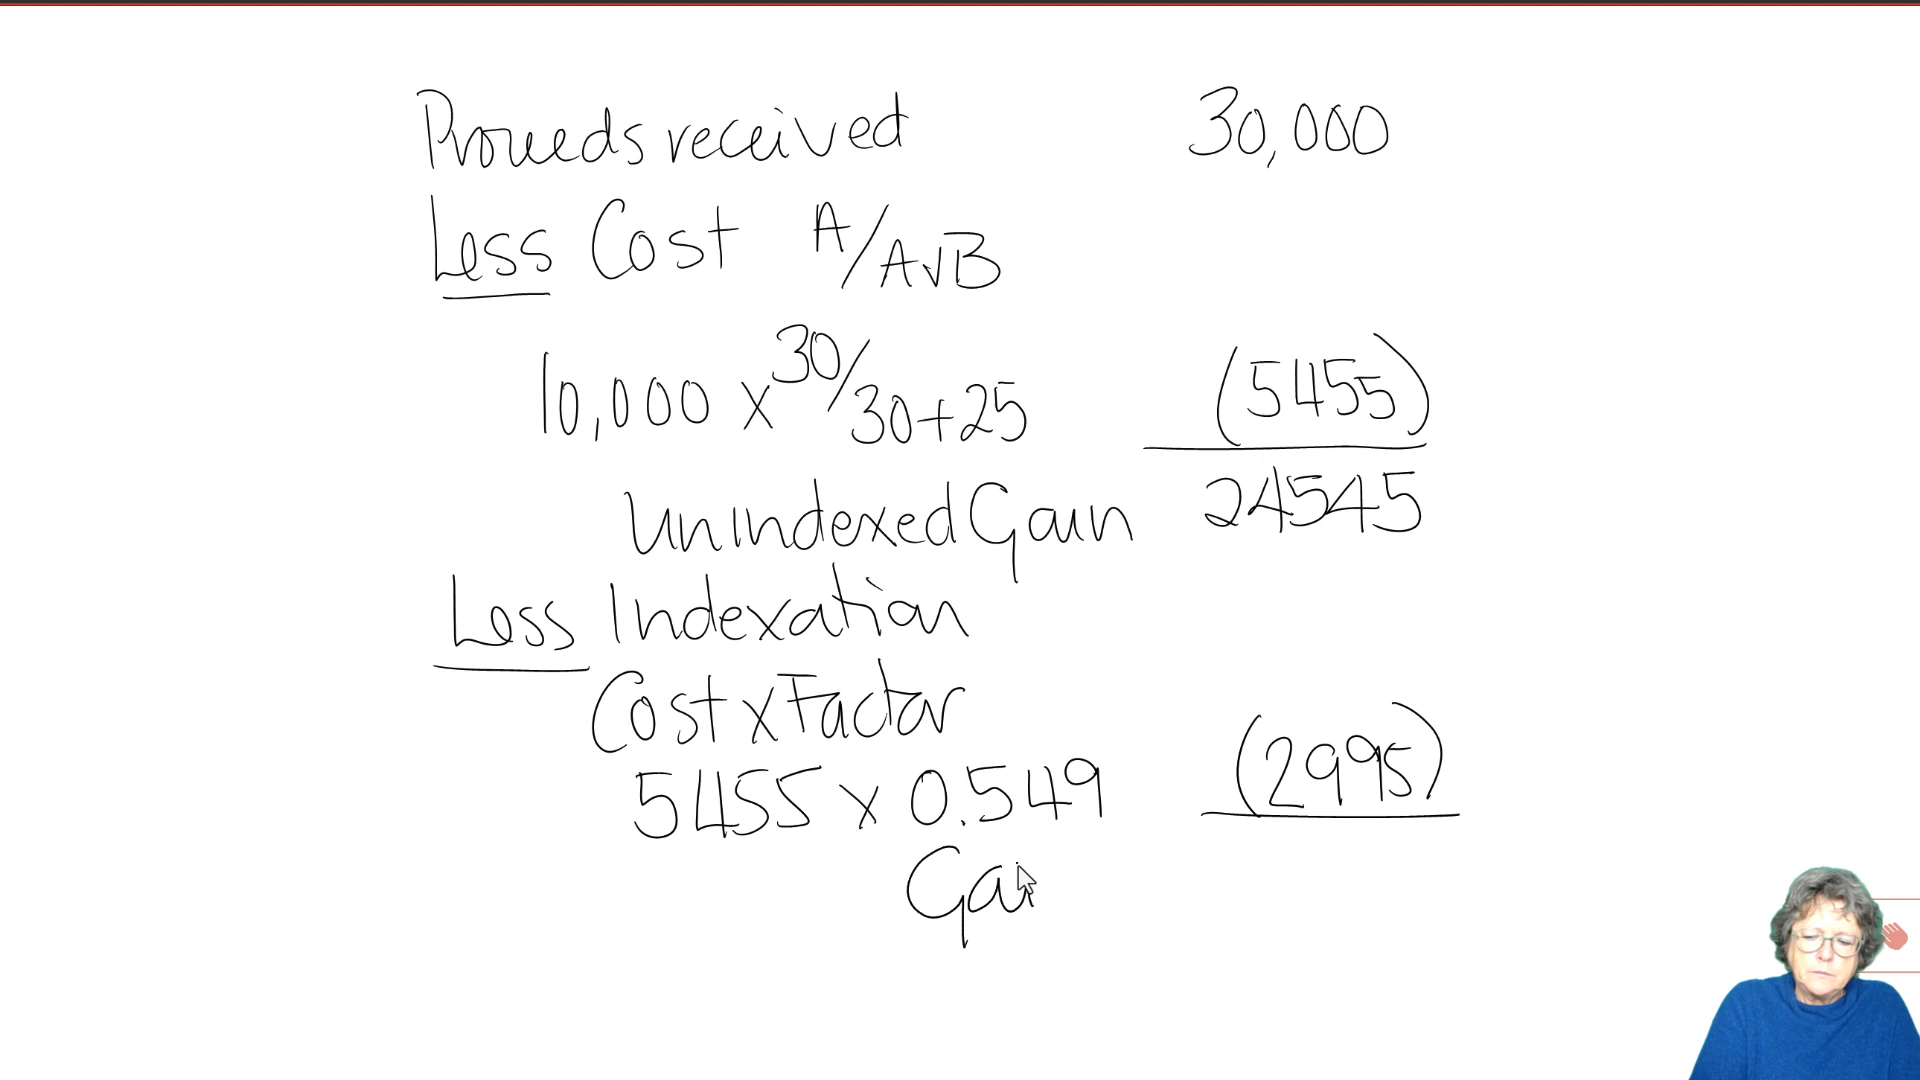 Proceeds received 30,000
Less Cost A/A+B
10,000 x 30/30+25 (5455)
Unindexed Gain 24545
Less Indexation
Cost x Factor
5455 x 0.549 (2995)
Gai